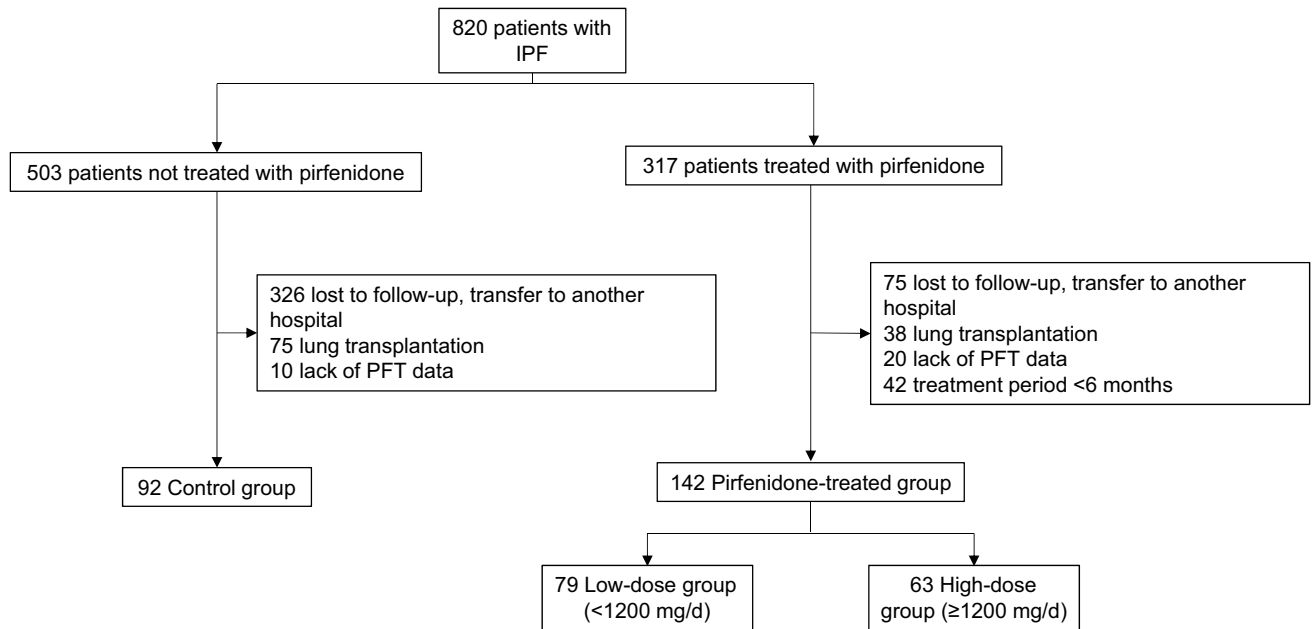 820 patients with
IPF
503 patients not treated with pirfenidone
317 patients treated with pirfenidone
326 lost to follow-up, transfer to another
hospital
75 lung transplantation
10 lack of PFT data
75 lost to follow-up, transfer to another
hospital
38 lung transplantation
20 lack of PFT data
42 treatment period <6 months
92 Control group
142 Pirfenidone-treated group
79 Low-dose group
(<1200 mg/d)
63 High-dose
group (≥1200 mg/d)